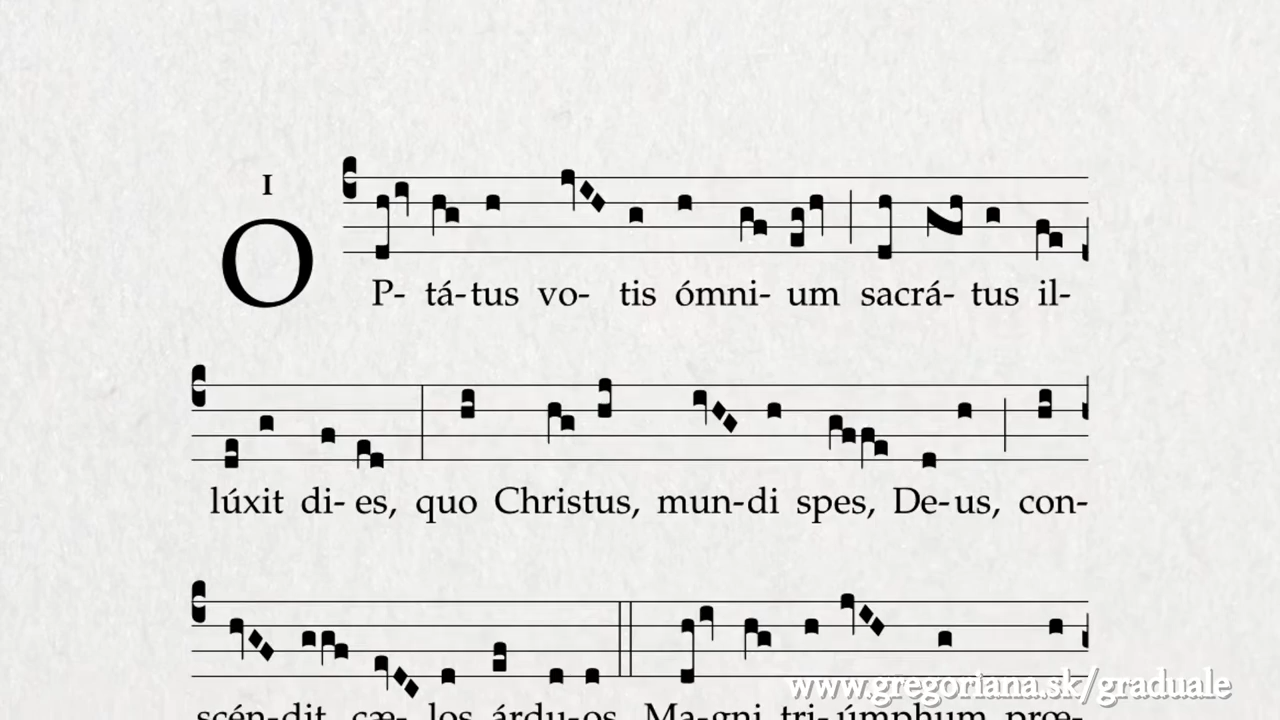 I
OP- tá-tus vo- tis ómni- um sacrá- tus il-
lúxit di- es, quo Christus, mun-di spes, De-us, con-
scén-dit cæ- los árdu-os. Ma-gni tri-úmphum prœ-
www.gregoriana.sk/graduale